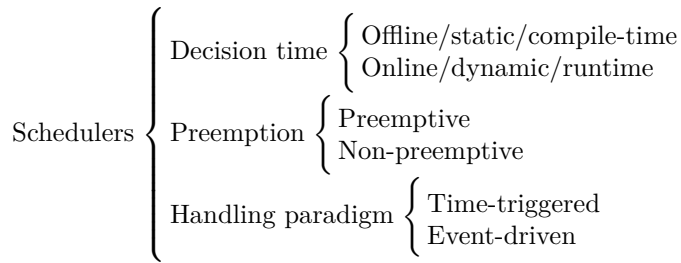 Schedulers
Decision time
Offline/static/compile-time
Online/dynamic/runtime
Preemption
Preemptive
Non-preemptive
Handling paradigm
Time-triggered
Event-driven